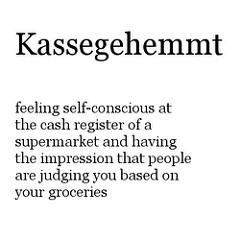 Kassegehemmt
feeling self-conscious at
the cash register of a
supermarket and having
the impression that people
are judging you based on
your groceries